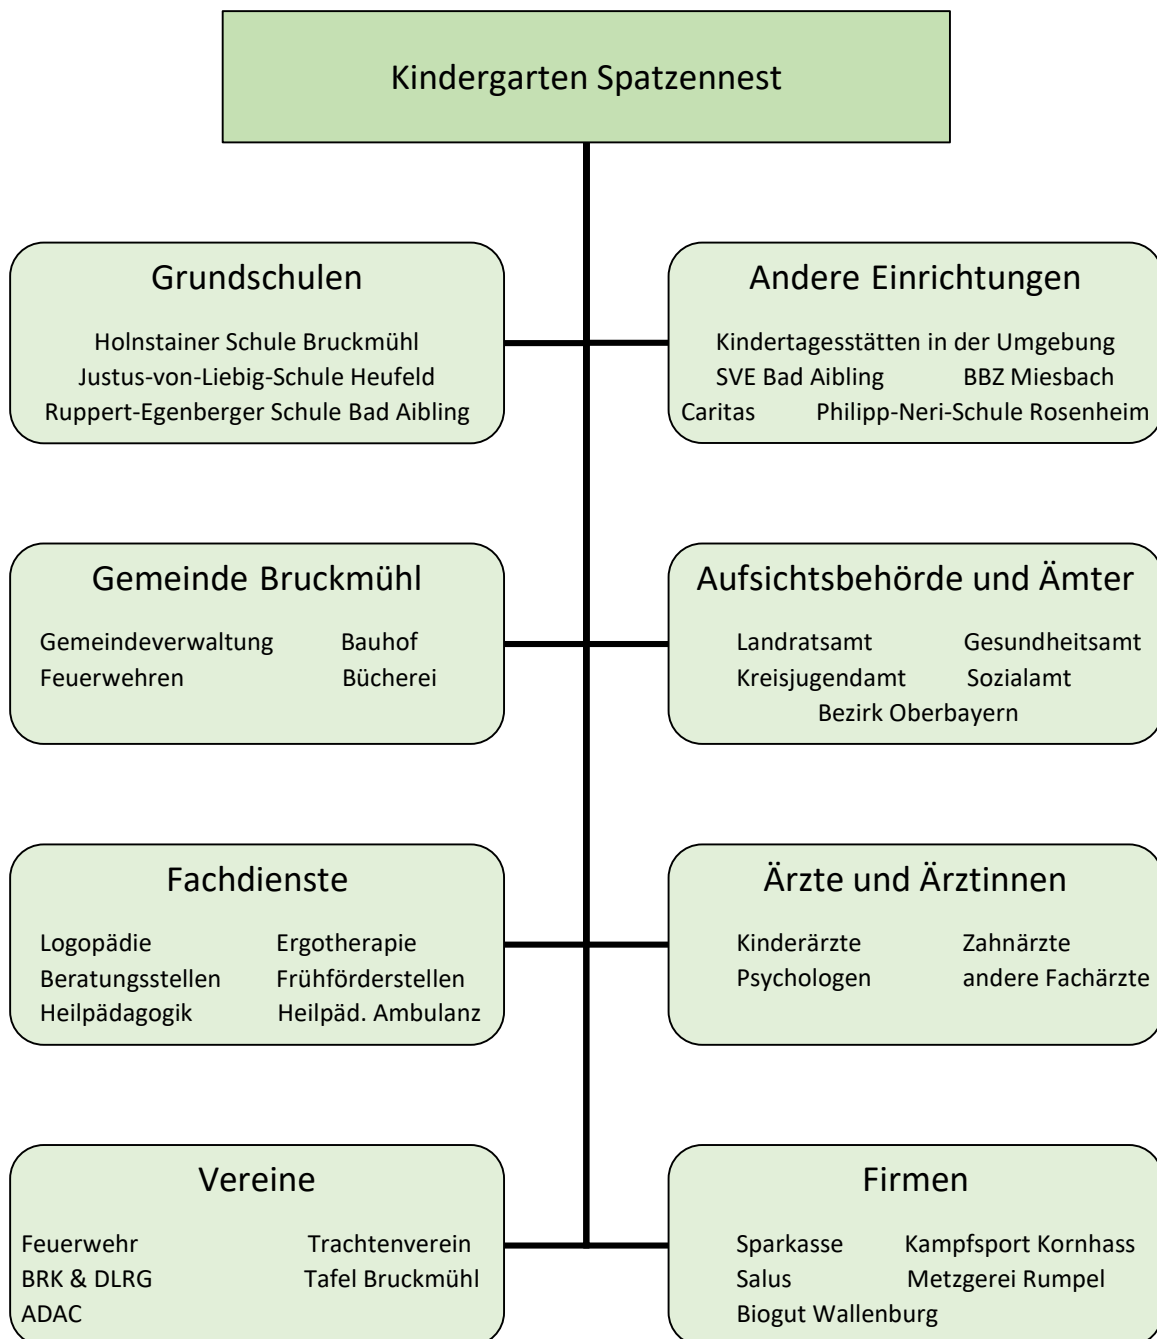 Kindergarten Spatzennest
Grundschulen
Holnstainer Schule Bruckmühl
Justus-von-Liebig-Schule Heufeld
Ruppert-Egenberger Schule Bad Aibling
Andere Einrichtungen
Kindertagesstätten in der Umgebung
SVE Bad Aibling BBZ Miesbach
Caritas Philipp-Neri-Schule Rosenheim
Gemeinde Bruckmühl
Gemeindeverwaltung Bauhof
Feuerwehren Bücherei
Aufsichtsbehörde und Ämter
Landratsamt Gesundheitsamt
Kreisjugendamt Sozialamt
Bezirk Oberbayern
Fachdienste
Logopädie Ergotherapie
Beratungsstellen Frühförderstellen
Heilpädagogik Heilpäd. Ambulanz
Ärzte und Ärztinnen
Kinderärzte Zahnärzte
Psychologen andere Fachärzte
Vereine
Feuerwehr Trachtenverein
BRK & DLRG Tafel Bruckmühl
ADAC
Firmen
Sparkasse Kampfsport Kornhass
Salus Metzgerei Rumpel
Biogut Wallenburg